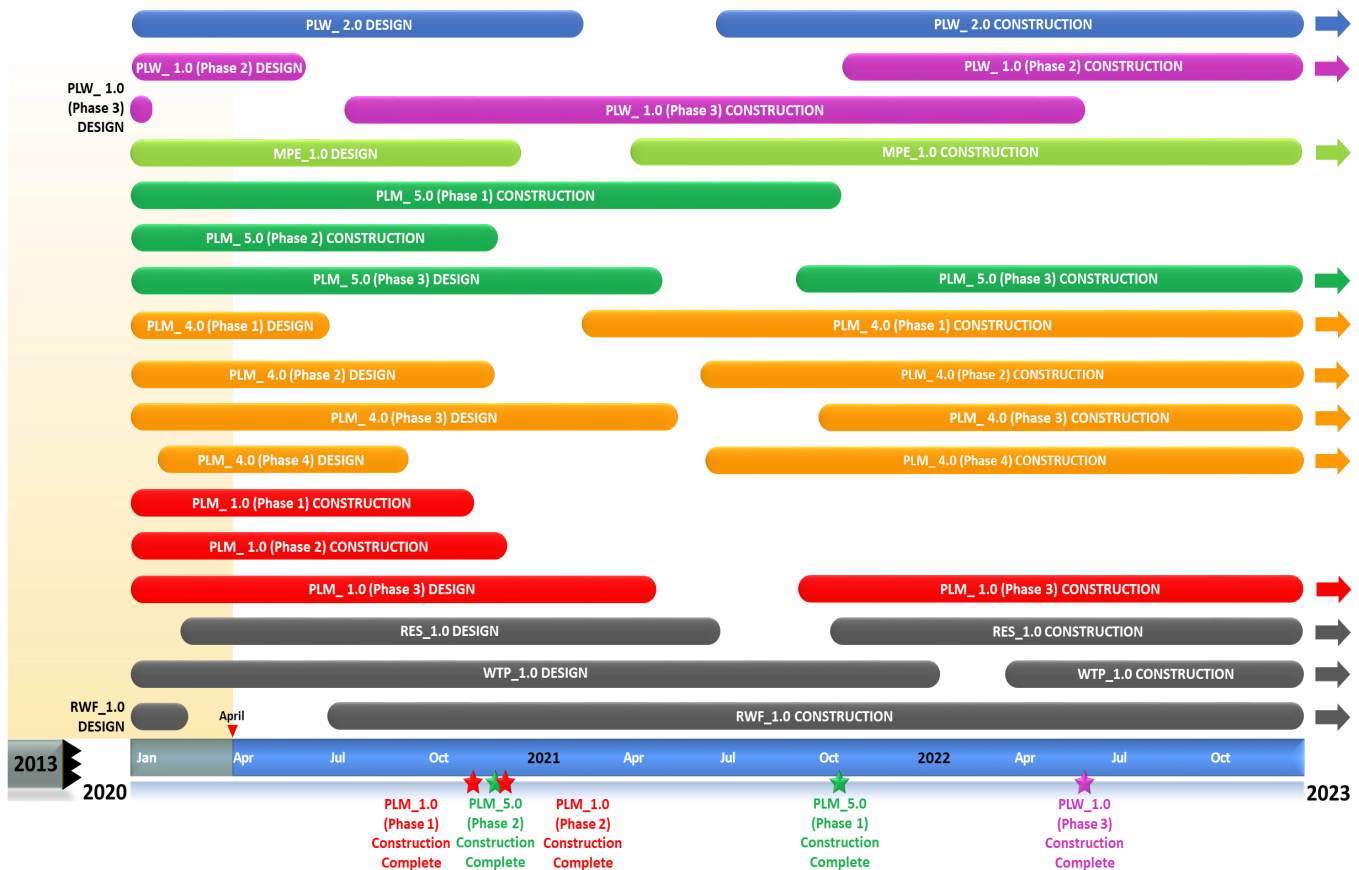 PLW_ 2.0 DESIGN
PLW_ 2.0 CONSTRUCTION
PLW_ 1.0 (Phase 2) DESIGN
PLW_ 1.0 (Phase 2) CONSTRUCTION
PLW_ 1.0
(Phase 3)
DESIGN
PLW_ 1.0 (Phase 3) CONSTRUCTION
MPE_1.0 DESIGN
MPE_1.0 CONSTRUCTION
PLM_ 5.0 (Phase 1) CONSTRUCTION
PLM_ 5.0 (Phase 2) CONSTRUCTION
PLM_ 5.0 (Phase 3) DESIGN
PLM_ 5.0 (Phase 3) CONSTRUCTION
PLM_ 4.0 (Phase 1) DESIGN
PLM_ 4.0 (Phase 1) CONSTRUCTION
PLM_ 4.0 (Phase 2) DESIGN
PLM_ 4.0 (Phase 2) CONSTRUCTION
PLM_ 4.0 (Phase 3) DESIGN
PLM_ 4.0 (Phase 3) CONSTRUCTION
PLM_ 4.0 (Phase 4) DESIGN
PLM_ 4.0 (Phase 4) CONSTRUCTION
PLM_ 1.0 (Phase 1) CONSTRUCTION
PLM_ 1.0 (Phase 2) CONSTRUCTION
PLM_ 1.0 (Phase 3) DESIGN
PLM_ 1.0 (Phase 3) CONSTRUCTION
RES_1.0 DESIGN
RES_1.0 CONSTRUCTION
WTP_1.0 DESIGN
WTP_1.0 CONSTRUCTION
RWF_1.0
DESIGN
RWF_1.0 CONSTRUCTION
April
2013
Jan
Apr
Jul
Oct
2021
Apr
Jul
Oct
2022
Apr
Jul
Oct
2020
2023
PLM_1.0
(Phase 1)
Construction
Complete
PLM_5.0
(Phase 2)
Construction
Complete
PLM_1.0
(Phase 2)
Construction
Complete
PLM_5.0
(Phase 1)
Construction
Complete
PLW_1.0
(Phase 3)
Construction
Complete